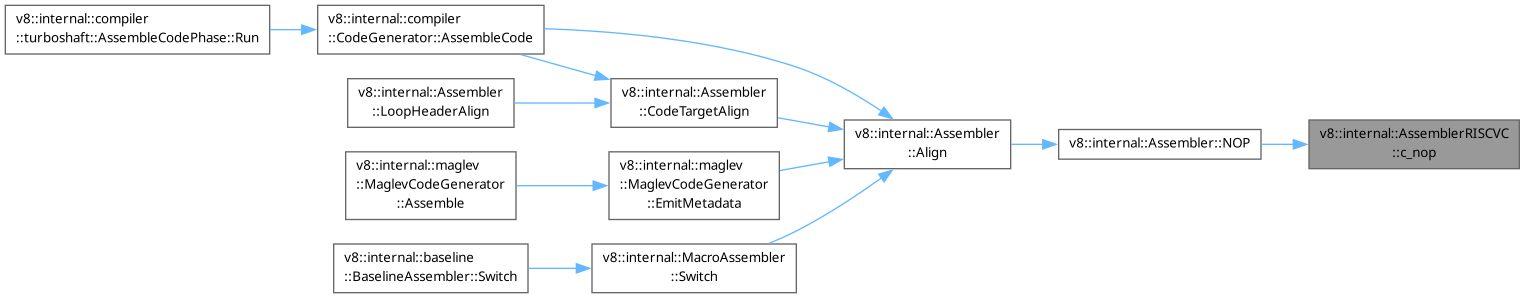 v8::internal::compiler
::turboshaft::AssembleCodePhase::Run
v8::internal::compiler
::CodeGenerator::AssembleCode
v8::internal::Assembler
::LoopHeaderAlign
v8::internal::Assembler
::CodeTargetAlign
v8::internal::Assembler
::Align
v8::internal::Assembler::NOP
v8::internal::AssemblerRISCVC
::c_nop
v8::internal::maglev
::MaglevCodeGenerator
::Assemble
v8::internal::maglev
::MaglevCodeGenerator
::EmitMetadata
v8::internal::baseline
::BaselineAssembler::Switch
v8::internal::MacroAssembler
::Switch